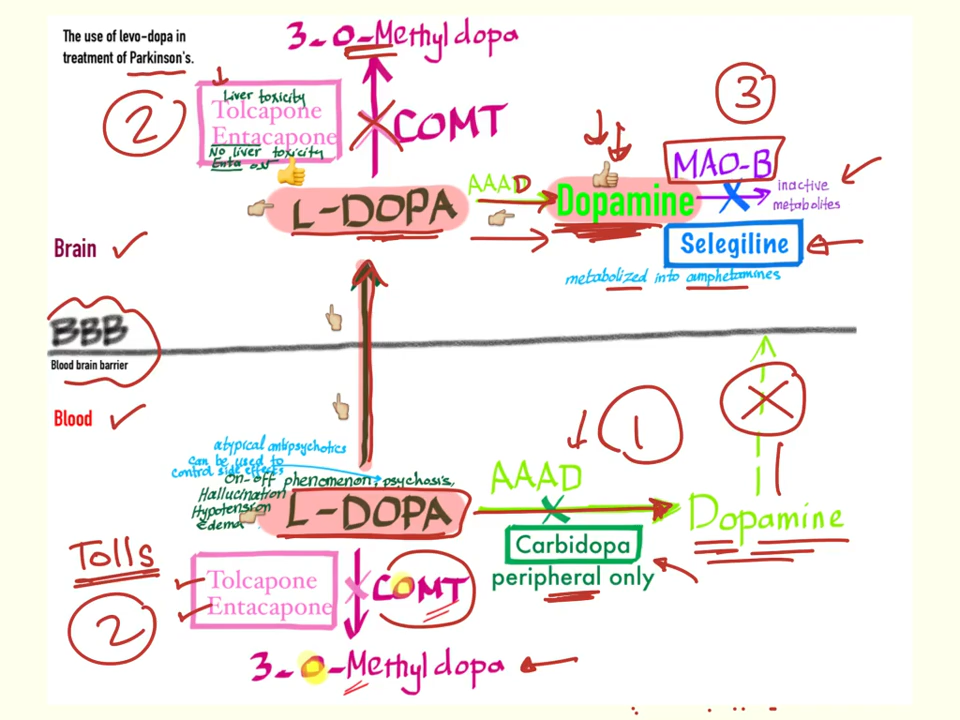 The use of levo-dopa in
treatment of Parkinson's.
3-O-Methyl dopa
2
Liver toxicity
Tolcapone
Entacapone
No liver toxicity
Enta
COMT
3
MAO-B
inactive
metabolites
L-DOPA
AAAD
Dopamine
Brain
Selegiline
metabolized into amphetamines
BBB
Blood brain barrier
Blood
1
atypical antipsychotics
can be used to
control side effects
On-off phenomenon, psychosis,
Hallucination
Hypotension
Edema
L-DOPA
AAAD
Dopamine
Carbidopa
peripheral only
Tolls
Tolcapone
Entacapone
COMT
2
3-O-Methyl dopa